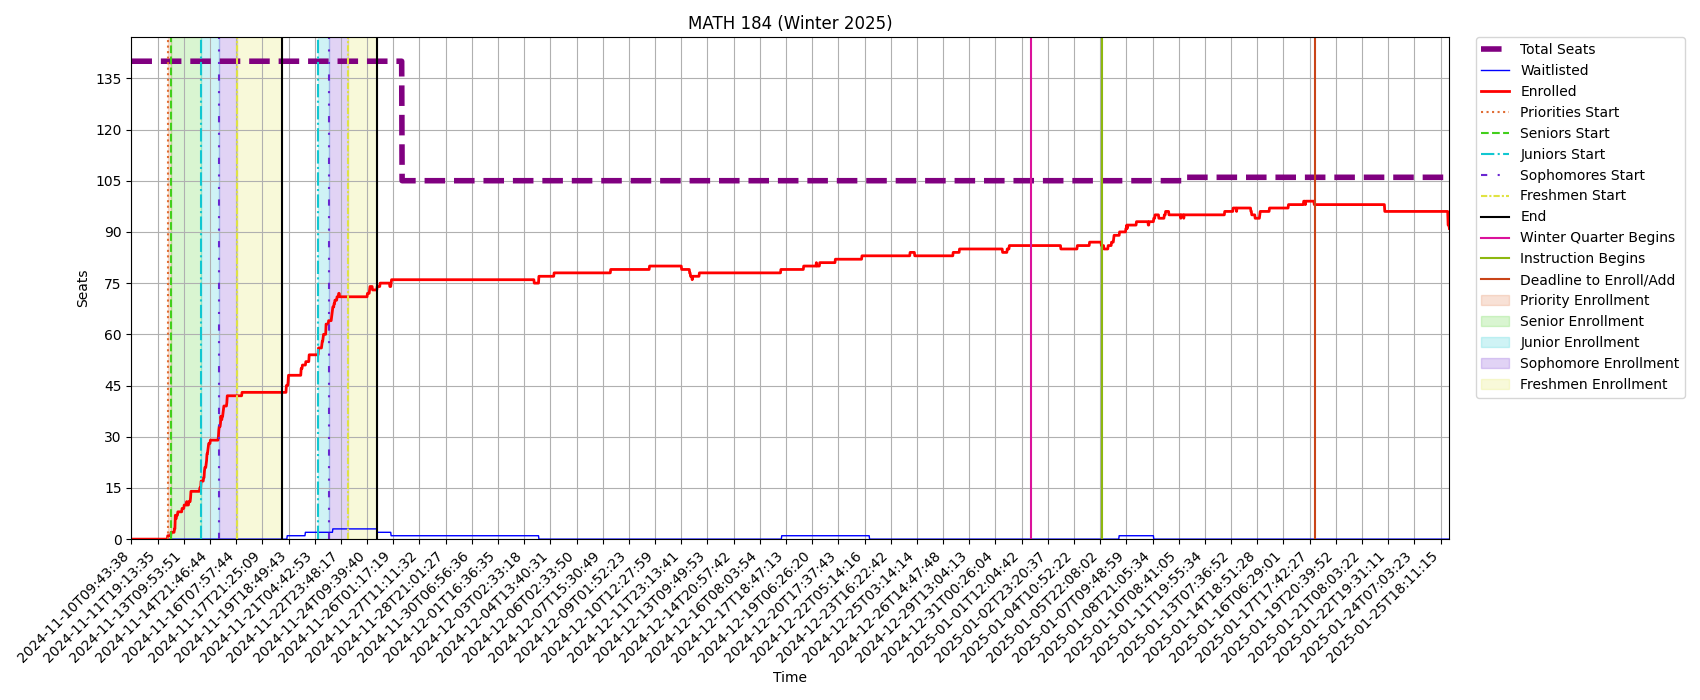 MATH 184 (Winter 2025)
Seats
135
120
105
90
75
60
45
30
15
0
2024-11-10T09:43:38
2024-11-11T19:13:35
2024-11-13T09:53:51
2024-11-14T21:46:44
2024-11-16T07:57:44
2024-11-17T21:25:09
2024-11-19T18:49:43
2024-11-21T04:42:53
2024-11-22T23:48:17
2024-11-24T09:39:40
2024-11-26T01:17:19
2024-11-27T11:11:32
2024-11-28T21:01:27
2024-11-30T06:56:36
2024-12-01T16:36:35
2024-12-03T02:33:18
2024-12-04T13:40:31
2024-12-06T02:33:50
2024-12-07T15:30:49
2024-12-09T01:52:23
2024-12-10T12:27:59
2024-12-11T23:13:41
2024-12-13T09:49:53
2024-12-14T20:57:42
2024-12-16T08:03:54
2024-12-17T18:47:13
2024-12-19T06:26:20
2024-12-20T17:37:43
2024-12-22T05:14:16
2024-12-23T16:22:42
2024-12-25T03:14:14
2024-12-26T14:47:48
2024-12-29T13:04:13
2024-12-31T00:26:04
2025-01-01T12:04:42
2025-01-02T23:20:37
2025-01-04T10:52:22
2025-01-05T22:08:02
2025-01-07T09:48:59
2025-01-08T21:05:34
2025-01-10T08:41:05
2025-01-11T19:55:34
2025-01-13T07:36:52
2025-01-14T18:51:28
2025-01-16T06:29:01
2025-01-17T17:42:27
2025-01-19T20:39:52
2025-01-21T08:03:22
2025-01-22T19:31:11
2025-01-24T07:03:23
2025-01-25T18:11:15
Time
Total Seats
Waitlisted
Enrolled
Priorities Start
Seniors Start
Juniors Start
Sophomores Start
Freshmen Start
End
Winter Quarter Begins
Instruction Begins
Deadline to Enroll/Add
Priority Enrollment
Senior Enrollment
Junior Enrollment
Sophomore Enrollment
Freshmen Enrollment